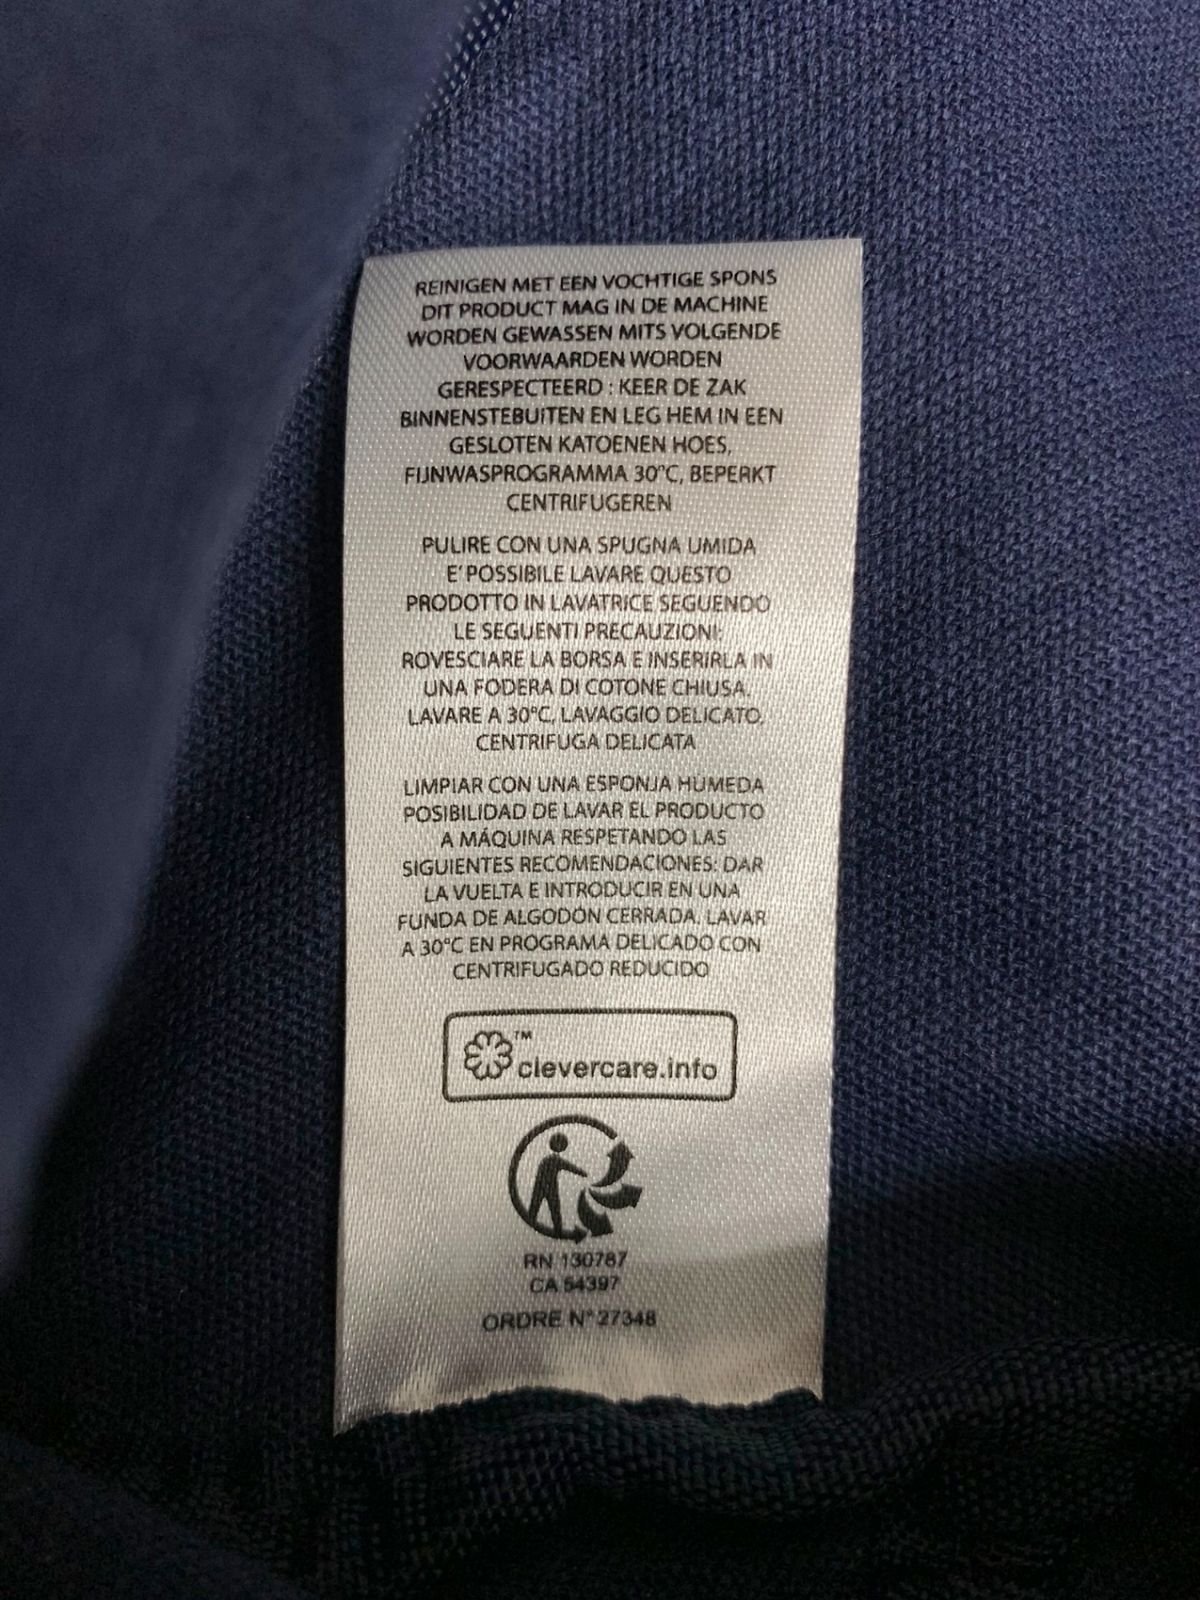 REINIGEN MET EEN VOCHTIGE SPONS
DIT PRODUCT MAG IN DE MACHINE
WORDEN GEWASSEN MITS VOLGENDE
VOORWAARDEN WORDEN
GERESPECTEERD : KEER DE ZAK
BINNENSTEBUITEN EN LEG HEM IN EEN
GESLOTEN KATOENEN HOES,
FIJNWASPROGRAMMA 30°C, BEPERKT
CENTRIFUGEREN
PULIRE CON UNA SPUGNA UMIDA
E' POSSIBILE LAVARE QUESTO
PRODOTTO IN LAVATRICE SEGUENDO
LE SEGUENTI PRECAUZIONI:
ROVESCIARE LA BORSA E INSERIRLA IN
UNA FODERA DI COTONE CHIUSA.
LAVARE A 30°C, LAVAGGIO DELICATO,
CENTRIFUGA DELICATA
LIMPIAR CON UNA ESPONJA HÚMEDA
POSIBILIDAD DE LAVAR EL PRODUCTO
A MÁQUINA RESPETANDO LAS
SIGUIENTES RECOMENDACIONES: DAR
LA VUELTA E INTRODUCIR EN UNA
FUNDA DE ALGODÓN CERRADA. LAVAR
A 30°C EN PROGRAMA DELICADO CON
CENTRIFUGADO REDUCIDO
™ clevercare.info
RN 130787
CA 54397
ORDRE N° 27348